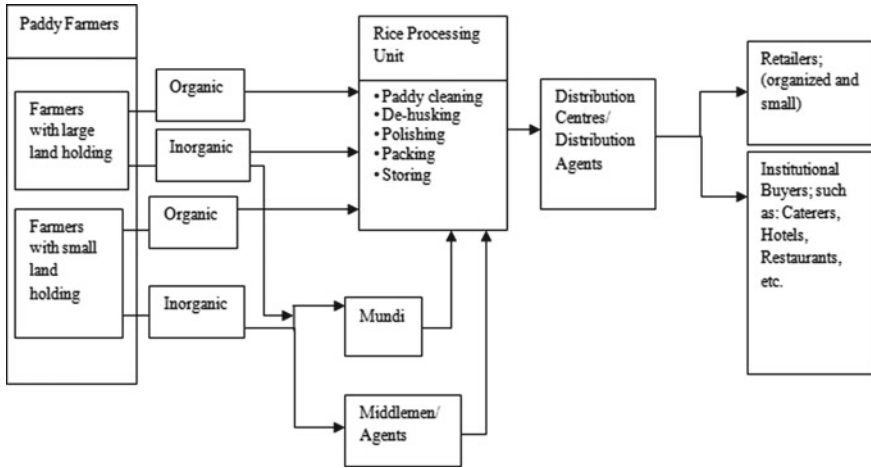 Paddy Farmers
Farmers
with large
land holding
Farmers
with small
land
holding
Organic
Inorganic
Organic
Inorganic
Rice Processing
Unit
•Paddy cleaning
•De-husking
•Polishing
•Packing
•Storing
Mundi
Middlemen/
Agents
Distribution
Centres/
Distribution
Agents
Retailers;
(organized and
small)
Institutional
Buyers; such
as: Caterers,
Hotels,
Restaurants,
etc.